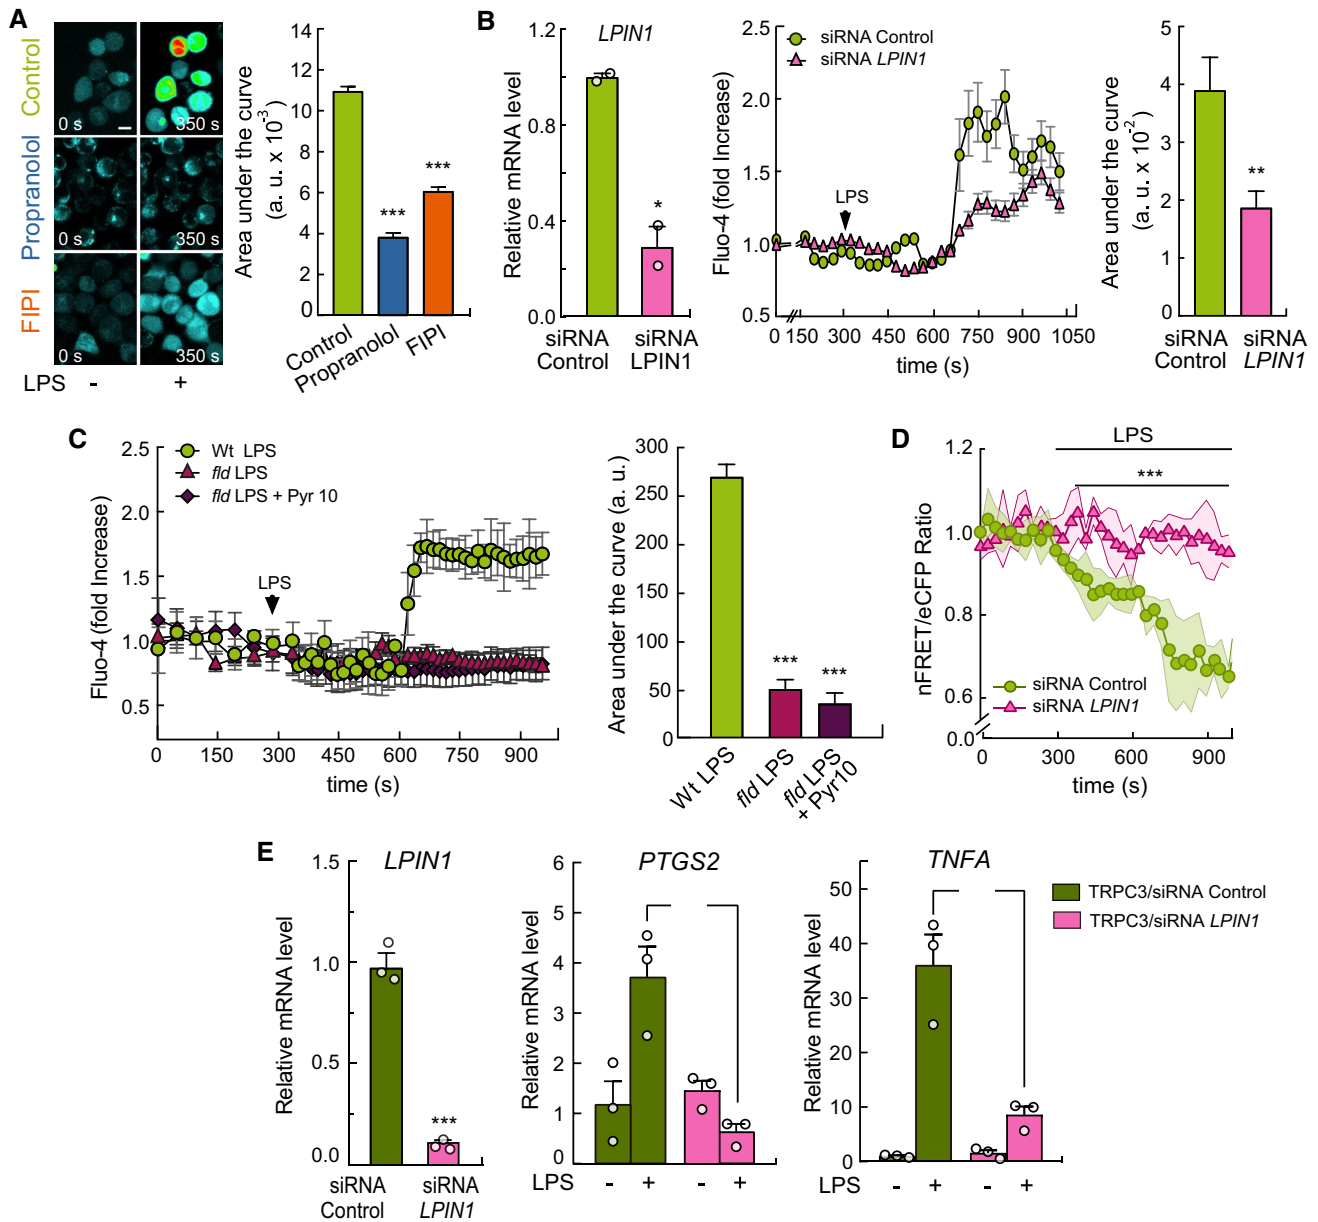 A
Control
Propranolol
FIPI
0 s
350 s
0 s
350 s
0 s
350 s
LPS - +
Area under the curve
(a. u. x 10-3)
14
12
10
8
6
4
2
0
***
***
Control
Propranolol
FIPI
B
LPIN1
Relative mRNA level
1.2
0.8
0.4
0.0
*
siRNA
Control
siRNA
LPIN1
Fluo-4 (fold Increase)
2.5
2.0
1.5
1.0
0.5
siRNA Control
siRNA LPIN1
LPS
0 150 300 450 600 750 900 1050
time (s)
Area under the curve
(a. u. x 10-2)
5
4
3
2
1
0
**
siRNA
Control
siRNA
LPIN1
C
Fluo-4 (fold Increase)
2.5
2.0
1.5
1.0
0.5
Wt LPS
fld LPS
fld LPS + Pyr 10
LPS
0 150 300 450 600 750 900
time (s)
Area under the curve (a. u.)
300
250
200
150
100
50
0
***
***
Wt LPS
fld LPS
fld LPS
+ Pyr10
D
nFRET/eCFP Ratio
1.2
1.0
0.8
0.6
0.0
LPS
***
siRNA Control
siRNA LPIN1
0 300 600 900
time (s)
E
LPIN1
Relative mRNA level
1.5
1.0
0.5
0.0
***
siRNA
Control
siRNA
LPIN1
PTGS2
Relative mRNA level
6
5
4
3
2
1
0
LPS - + - +
TNFA
Relative mRNA level
50
40
30
20
10
0
LPS - + - +
TRPC3/siRNA Control
TRPC3/siRNA LPIN1